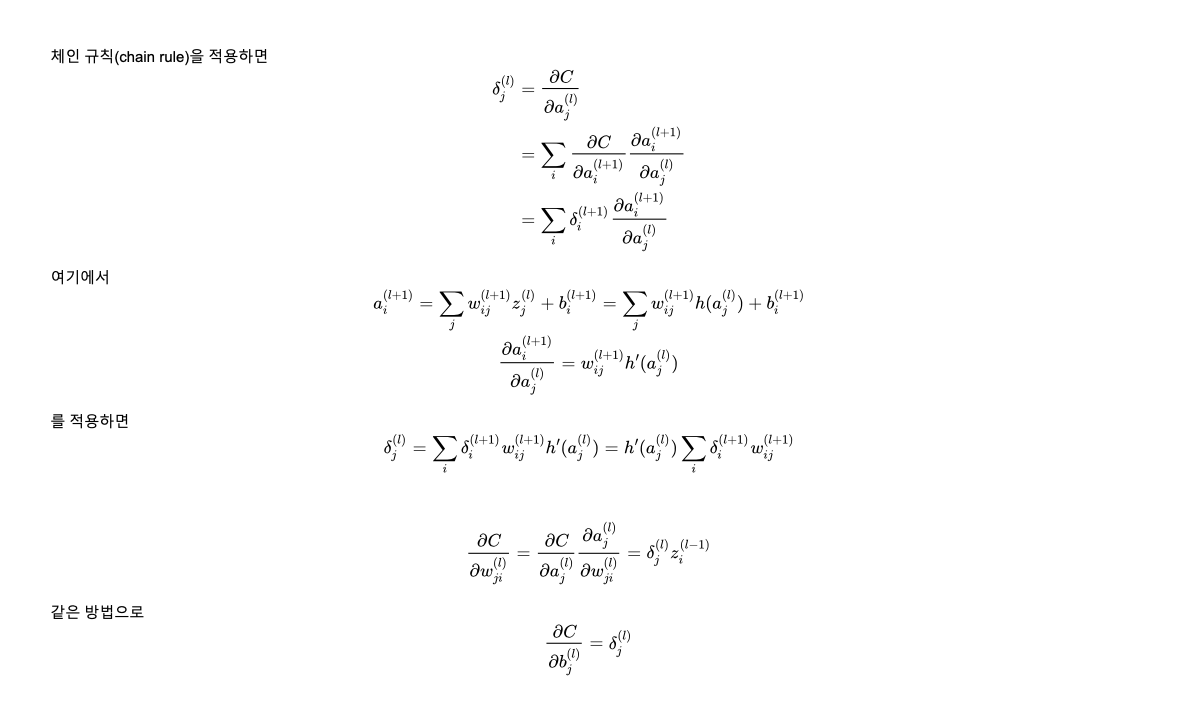 체인 규칙(chain rule)을 적용하면
$\delta_j^{(l)} = \frac{\partial C}{\partial a_j^{(l)}}$
$= \sum_i \frac{\partial C}{\partial a_i^{(l+1)}} \frac{\partial a_i^{(l+1)}}{\partial a_j^{(l)}}$
$= \sum_i \delta_i^{(l+1)} \frac{\partial a_i^{(l+1)}}{\partial a_j^{(l)}}$
여기에서
$a_i^{(l+1)} = \sum_j w_{ij}^{(l+1)} z_j^{(l)} + b_i^{(l+1)} = \sum_j w_{ij}^{(l+1)} h(a_j^{(l)}) + b_i^{(l+1)}$
$\frac{\partial a_i^{(l+1)}}{\partial a_j^{(l)}} = w_{ij}^{(l+1)} h'(a_j^{(l)})$
를 적용하면
$\delta_j^{(l)} = \sum_i \delta_i^{(l+1)} w_{ij}^{(l+1)} h'(a_j^{(l)}) = h'(a_j^{(l)}) \sum_i \delta_i^{(l+1)} w_{ij}^{(l+1)}$
$\frac{\partial C}{\partial w_{ji}^{(l)}} = \frac{\partial C}{\partial a_j^{(l)}} \frac{\partial a_j^{(l)}}{\partial w_{ji}^{(l)}} = \delta_j^{(l)} z_i^{(l-1)}$
같은 방법으로
$\frac{\partial C}{\partial b_j^{(l)}} = \delta_j^{(l)}$